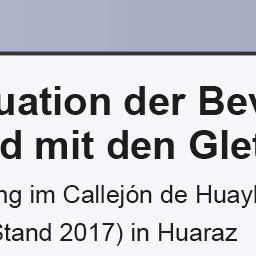 uation der Bev
d mit den Glet
ng im Callejón de Huayl
Stand 2017) in Huaraz